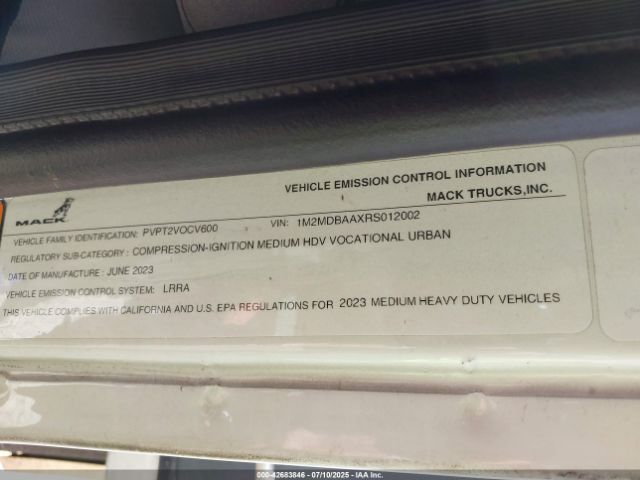 VEHICLE EMISSION CONTROL INFORMATION
MACK TRUCKS,INC.
MACK
VEHICLE FAMILY IDENTIFICATION: PVPT2VOCV600 VIN: 1M2MDBAAXRS012002
REGULATORY SUB-CATEGORY : COMPRESSION-IGNITION MEDIUM HDV VOCATIONAL URBAN
DATE OF MANUFACTURE : JUNE 2023
VEHICLE EMISSION CONTROL SYSTEM: LRRA
THIS VEHICLE COMPLIES WITH CALIFORNIA AND U.S. EPA REGULATIONS FOR 2023 MEDIUM HEAVY DUTY VEHICLES
000-42683846 - 07/10/2025 - IAA Inc.